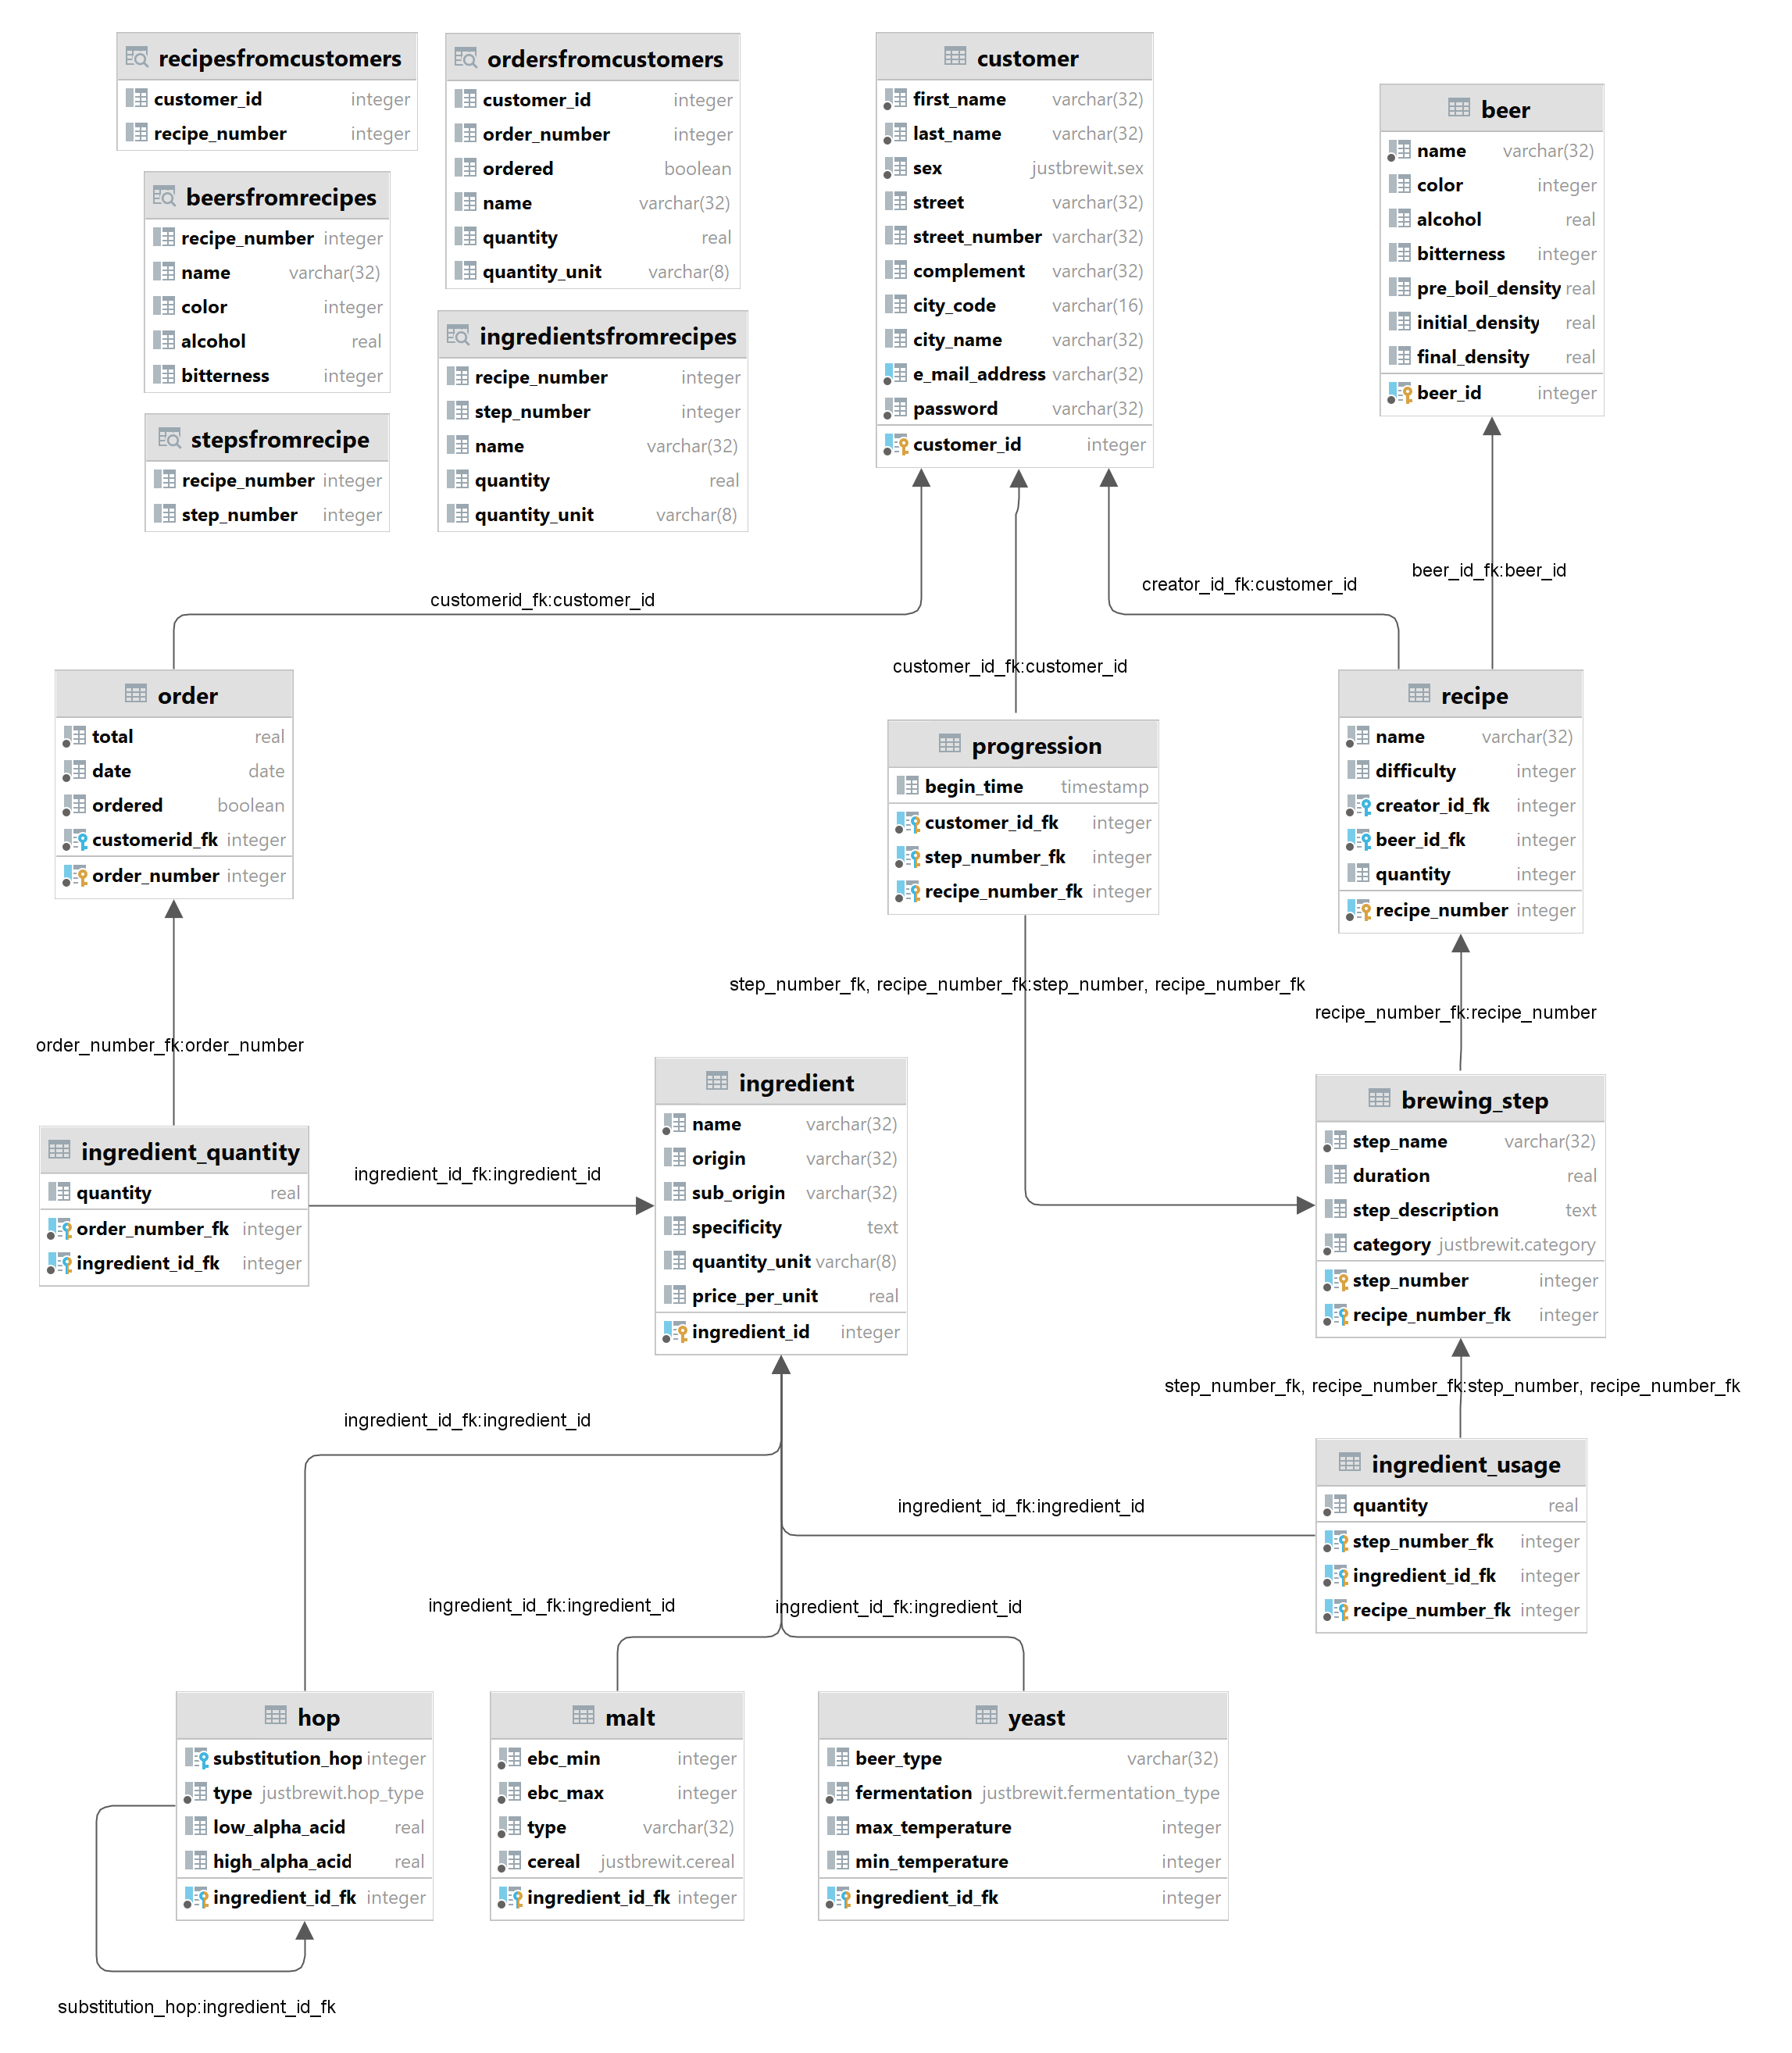 recipesfromcustomers
customer_id integer
recipe_number integer
ordersfromcustomers
customer_id integer
order_number integer
ordered boolean
name varchar(32)
quantity real
quantity_unit varchar(8)
beersfromrecipes
recipe_number integer
name varchar(32)
color integer
alcohol real
bitterness integer
ingredientsfromrecipes
recipe_number integer
step_number integer
name varchar(32)
quantity real
quantity_unit varchar(8)
stepsfromrecipe
recipe_number integer
step_number integer
customer
first_name varchar(32)
last_name varchar(32)
sex justbrewit.sex
street varchar(32)
street_number varchar(32)
complement varchar(32)
city_code varchar(16)
city_name varchar(32)
e_mail_address varchar(32)
password varchar(32)
customer_id integer
beer
name varchar(32)
color integer
alcohol real
bitterness integer
pre_boil_density real
initial_density real
final_density real
beer_id integer
beer_id_fk:beer_id
creator_id_fk:customer_id
customerid_fk:customer_id
customer_id_fk:customer_id
order
total real
date date
ordered boolean
customerid_fk integer
order_number integer
progression
begin_time timestamp
customer_id_fk integer
step_number_fk integer
recipe_number_fk integer
recipe
name varchar(32)
difficulty integer
creator_id_fk integer
beer_id_fk integer
quantity integer
recipe_number integer
step_number_fk, recipe_number_fk:step_number, recipe_number_fk
recipe_number_fk:recipe_number
order_number_fk:order_number
ingredient_quantity
quantity real
order_number_fk integer
ingredient_id_fk integer
ingredient_id_fk:ingredient_id
ingredient
name varchar(32)
origin varchar(32)
sub_origin varchar(32)
specificity text
quantity_unit varchar(8)
price_per_unit real
ingredient_id integer
brewing_step
step_name varchar(32)
duration real
step_description text
category justbrewit.category
step_number integer
recipe_number_fk integer
step_number_fk, recipe_number_fk:step_number, recipe_number_fk
ingredient_id_fk:ingredient_id
ingredient_usage
quantity real
step_number_fk integer
ingredient_id_fk integer
recipe_number_fk integer
ingredient_id_fk:ingredient_id
ingredient_id_fk:ingredient_id
ingredient_id_fk:ingredient_id
hop
substitution_hop integer
type justbrewit.hop_type
low_alpha_acid real
high_alpha_acid real
ingredient_id_fk integer
malt
ebc_min integer
ebc_max integer
type varchar(32)
cereal justbrewit.cereal
ingredient_id_fk integer
yeast
beer_type varchar(32)
fermentation justbrewit.fermentation_type
max_temperature integer
min_temperature integer
ingredient_id_fk integer
substitution_hop:ingredient_id_fk